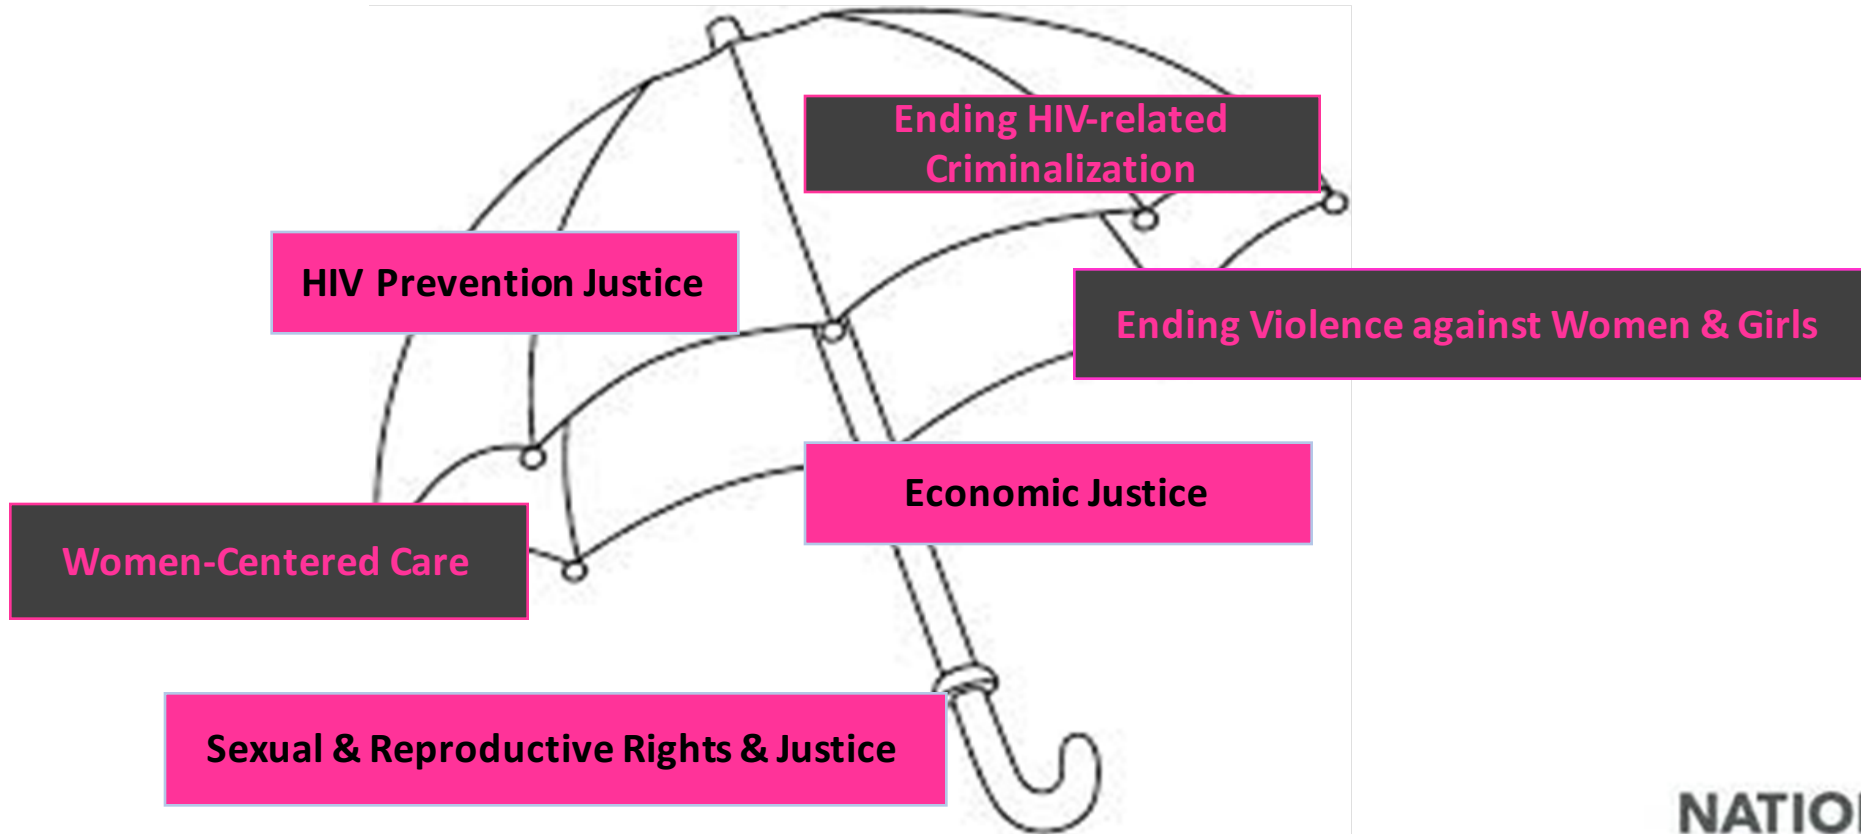 Ending HIV-related
Criminalization
HIV Prevention Justice
Ending Violence against Women & Girls
Economic Justice
Women-Centered Care
Sexual & Reproductive Rights & Justice
NATIO